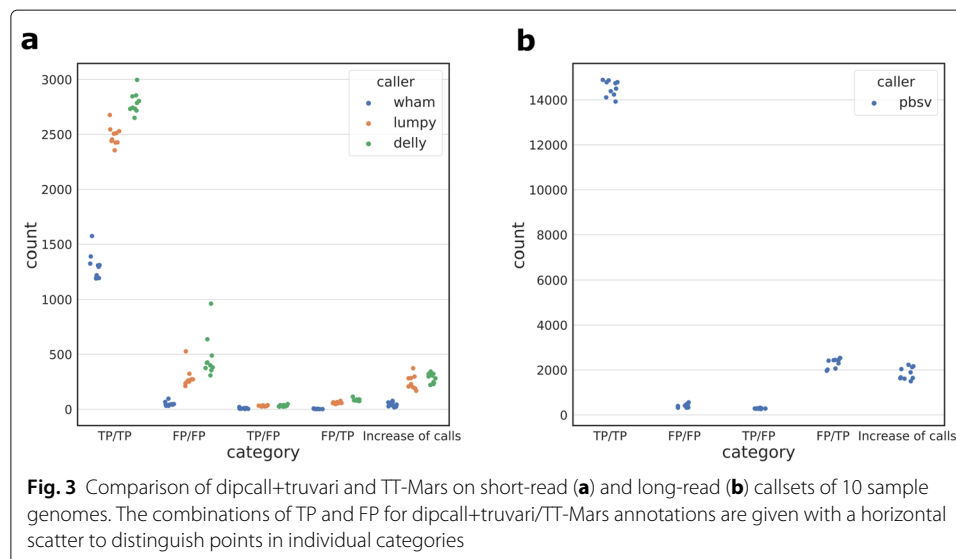 a
b
3000
2500
2000
1500
1000
500
0
count
caller
wham
lumpy
delly
TP/TP FP/FP TP/FP FP/TP Increase of calls
category
14000
12000
10000
8000
6000
4000
2000
0
count
caller
pbsv
TP/TP FP/FP TP/FP FP/TP Increase of calls
category
Fig. 3 Comparison of dipcall+truvari and TT-Mars on short-read (a) and long-read (b) callsets of 10 sample
genomes. The combinations of TP and FP for dipcall+truvari/TT-Mars annotations are given with a horizontal
scatter to distinguish points in individual categories